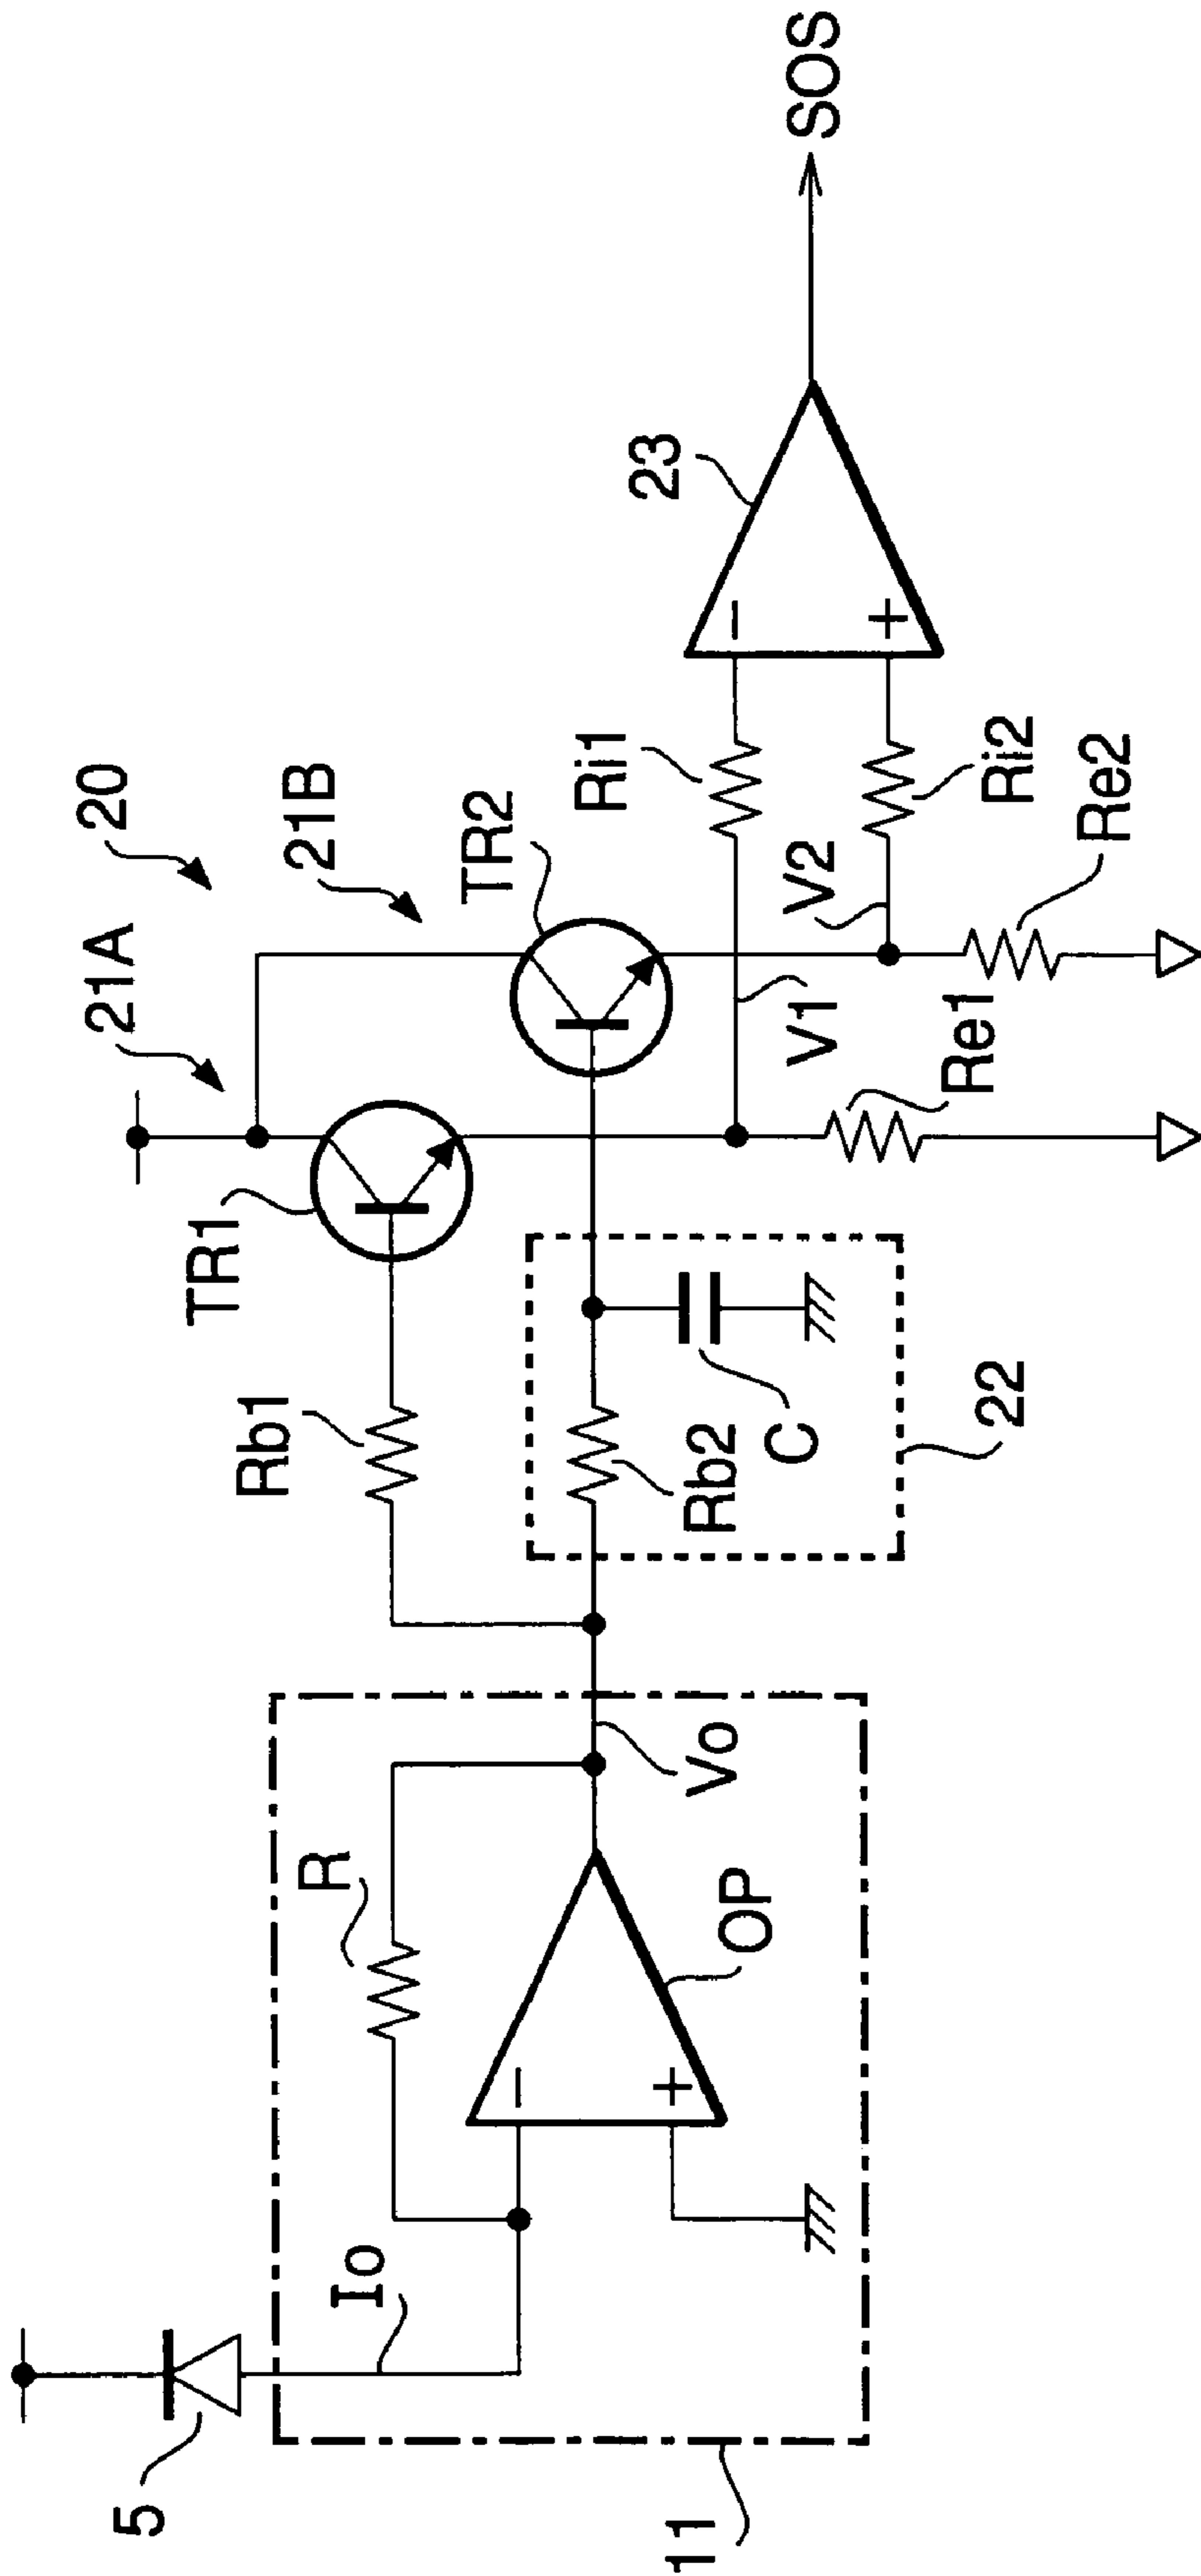 20
21A
21B
TR1
TR2
Rb1
Rb2
C
22
R
Io
5
11
−
+
OP
Vo
V1
V2
Ri1
Ri2
Re1
Re2
−
+
23
SOS